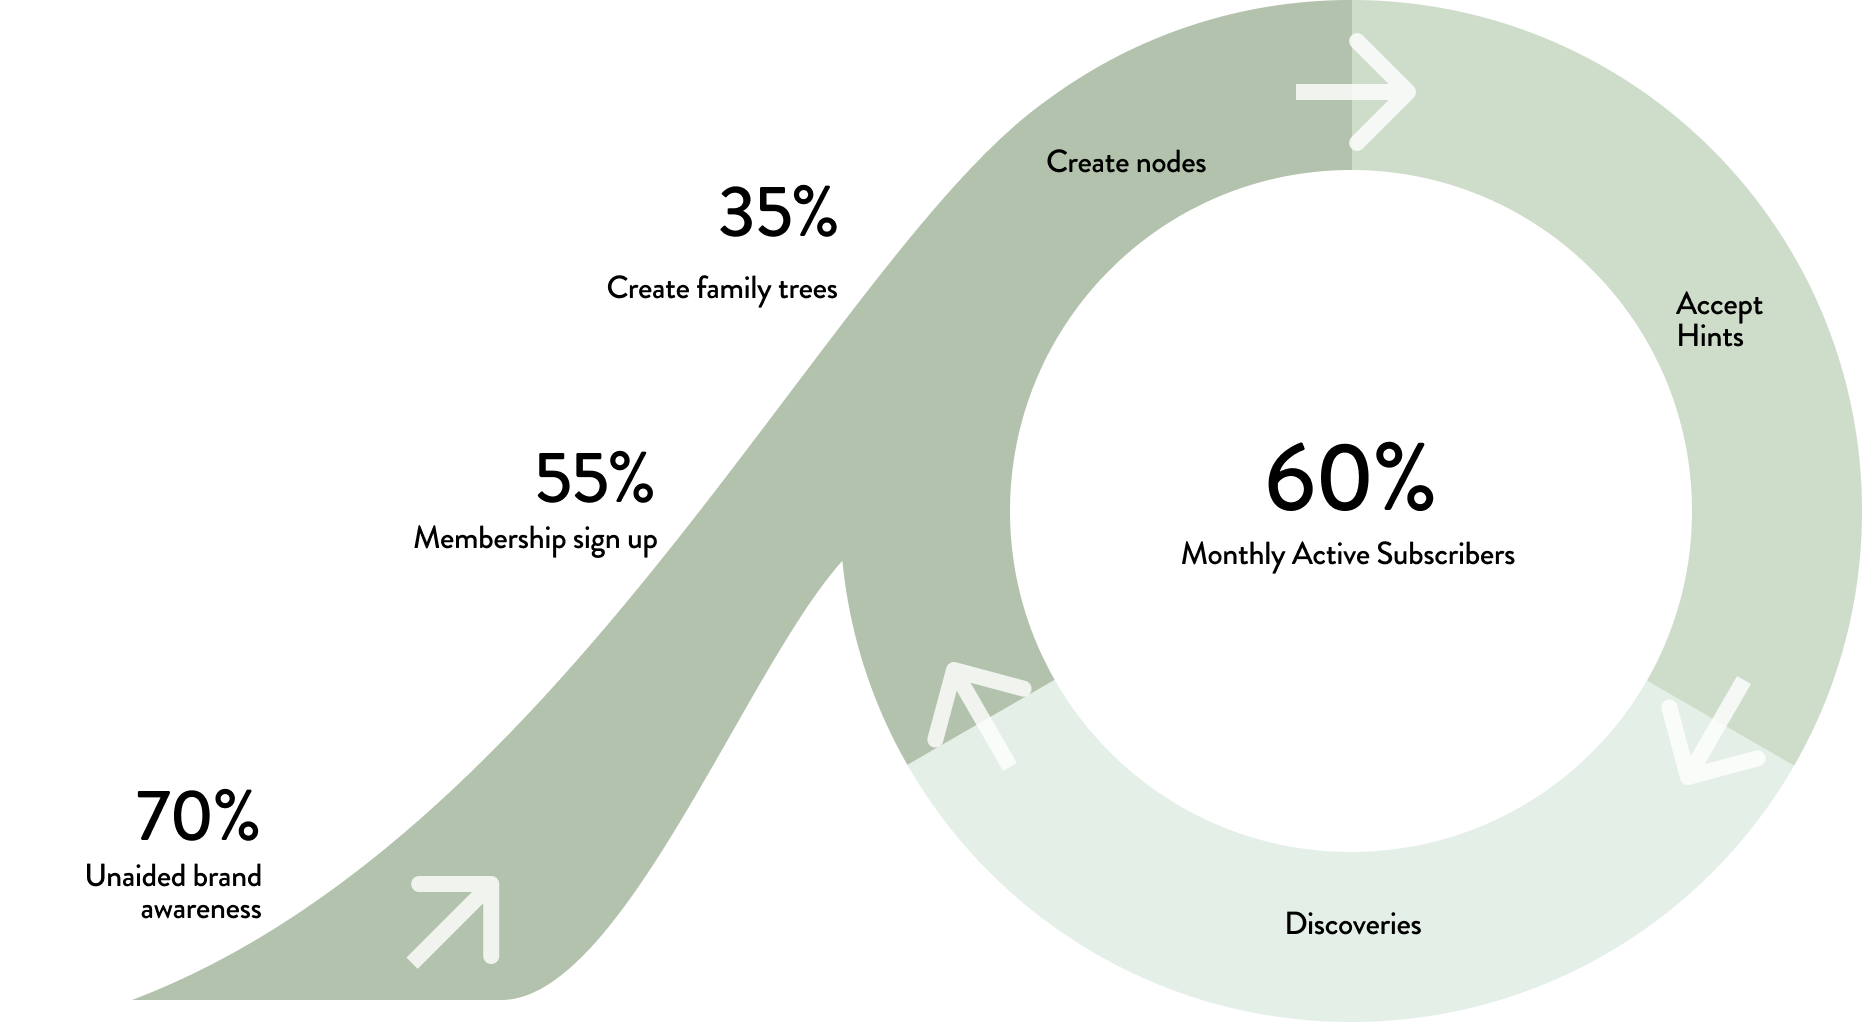 Create nodes
35%
Create family trees
Accept
Hints
55%
Membership sign up
60%
Monthly Active Subscribers
70%
Unaided brand
awareness
Discoveries